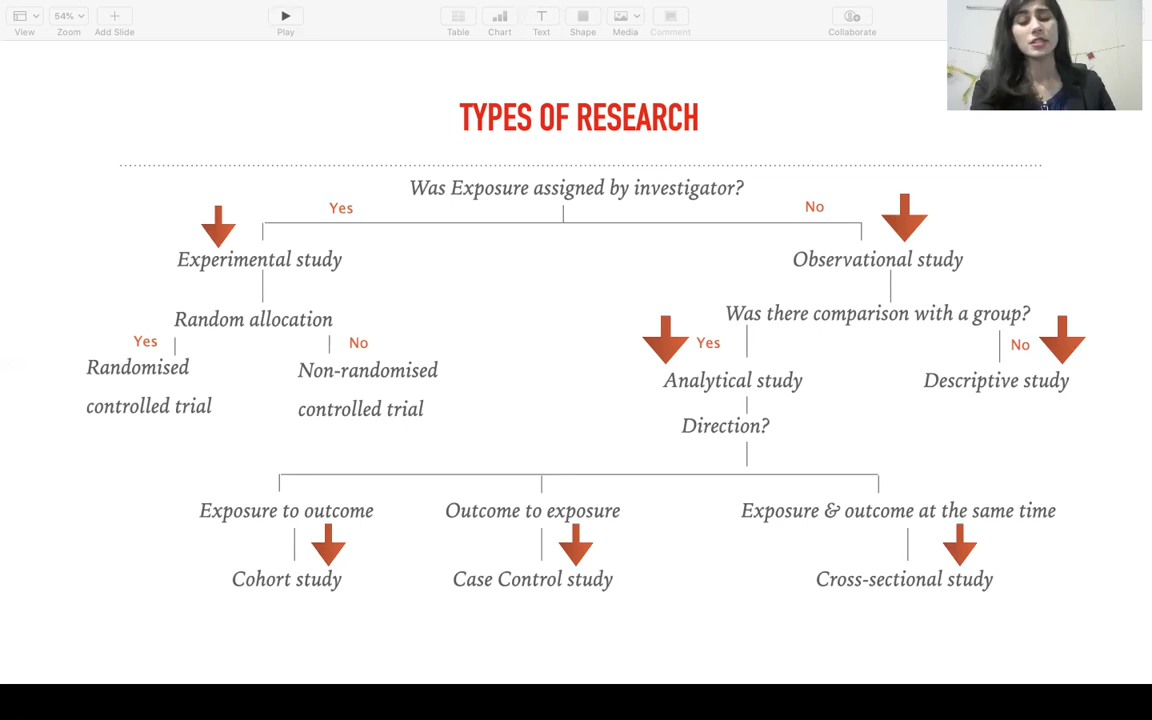 View
54%
Zoom
Add Slide
Play
Table
Chart
Text
Shape
Media
Comment
Collaborate
TYPES OF RESEARCH
Was Exposure assigned by investigator?
Yes
No
Experimental study
Observational study
Random allocation
Was there comparison with a group?
Yes
No
Yes
No
Randomised
controlled trial
Non-randomised
controlled trial
Analytical study
Descriptive study
Direction?
Exposure to outcome
Outcome to exposure
Exposure & outcome at the same time
Cohort study
Case Control study
Cross-sectional study